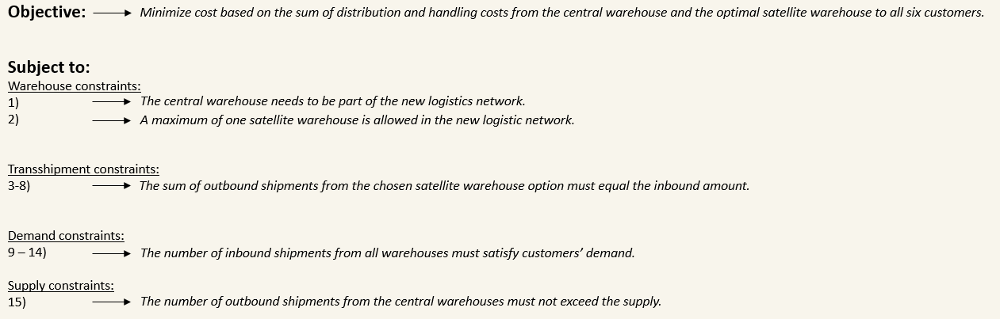 Objective: Minimize cost based on the sum of distribution and handling costs from the central warehouse and the optimal satellite warehouse to all six customers.
Subject to:
Warehouse constraints:
1) The central warehouse needs to be part of the new logistics network.
2) A maximum of one satellite warehouse is allowed in the new logistic network.
Transshipment constraints:
3-8) The sum of outbound shipments from the chosen satellite warehouse option must equal the inbound amount.
Demand constraints:
9 – 14) The number of inbound shipments from all warehouses must satisfy customers’ demand.
Supply constraints:
15) The number of outbound shipments from the central warehouses must not exceed the supply.